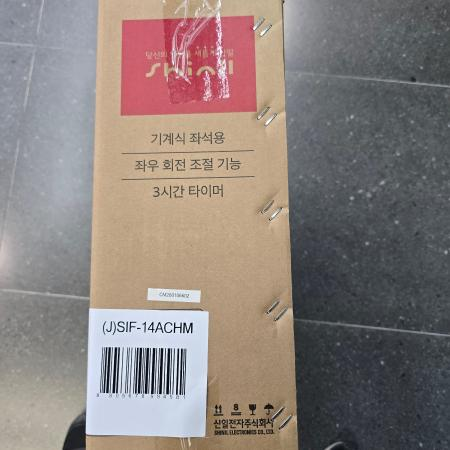 shinil
기계식 좌석용
좌우 회전 조절 기능
3시간 타이머
(J)SIF-14ACHM
신일전자주식회사
SHINIL ELECTRONICS CO., LTD.